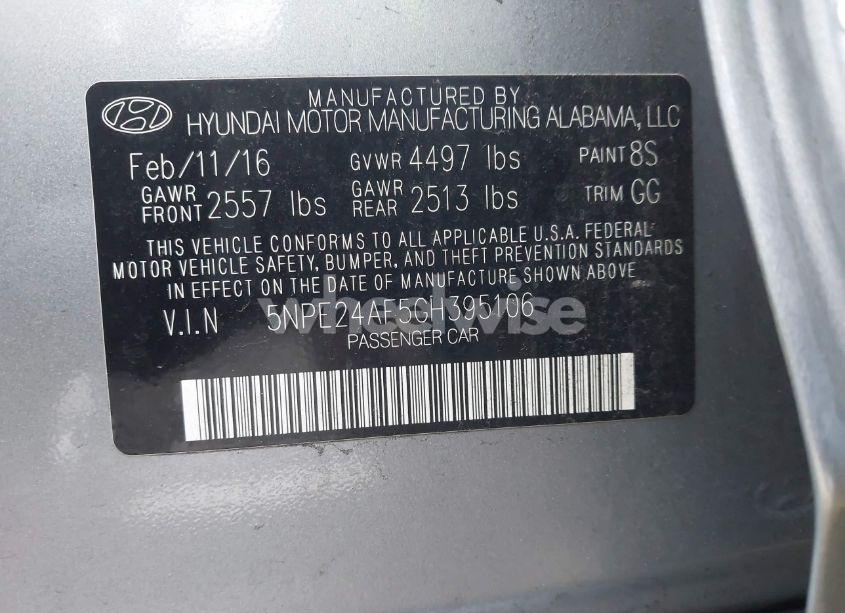 MANUFACTURED BY
HYUNDAI MOTOR MANUFACTURING ALABAMA, LLC
Feb/11/16 GVWR 4497 lbs PAINT 8S
GAWR FRONT 2557 lbs GAWR REAR 2513 lbs TRIM GG
THIS VEHICLE CONFORMS TO ALL APPLICABLE U.S.A. FEDERAL
MOTOR VEHICLE SAFETY, BUMPER, AND THEFT PREVENTION STANDARDS
IN EFFECT ON THE DATE OF MANUFACTURE SHOWN ABOVE
V.I.N 5NPE24AF5GH395106
PASSENGER CAR
wheelwise